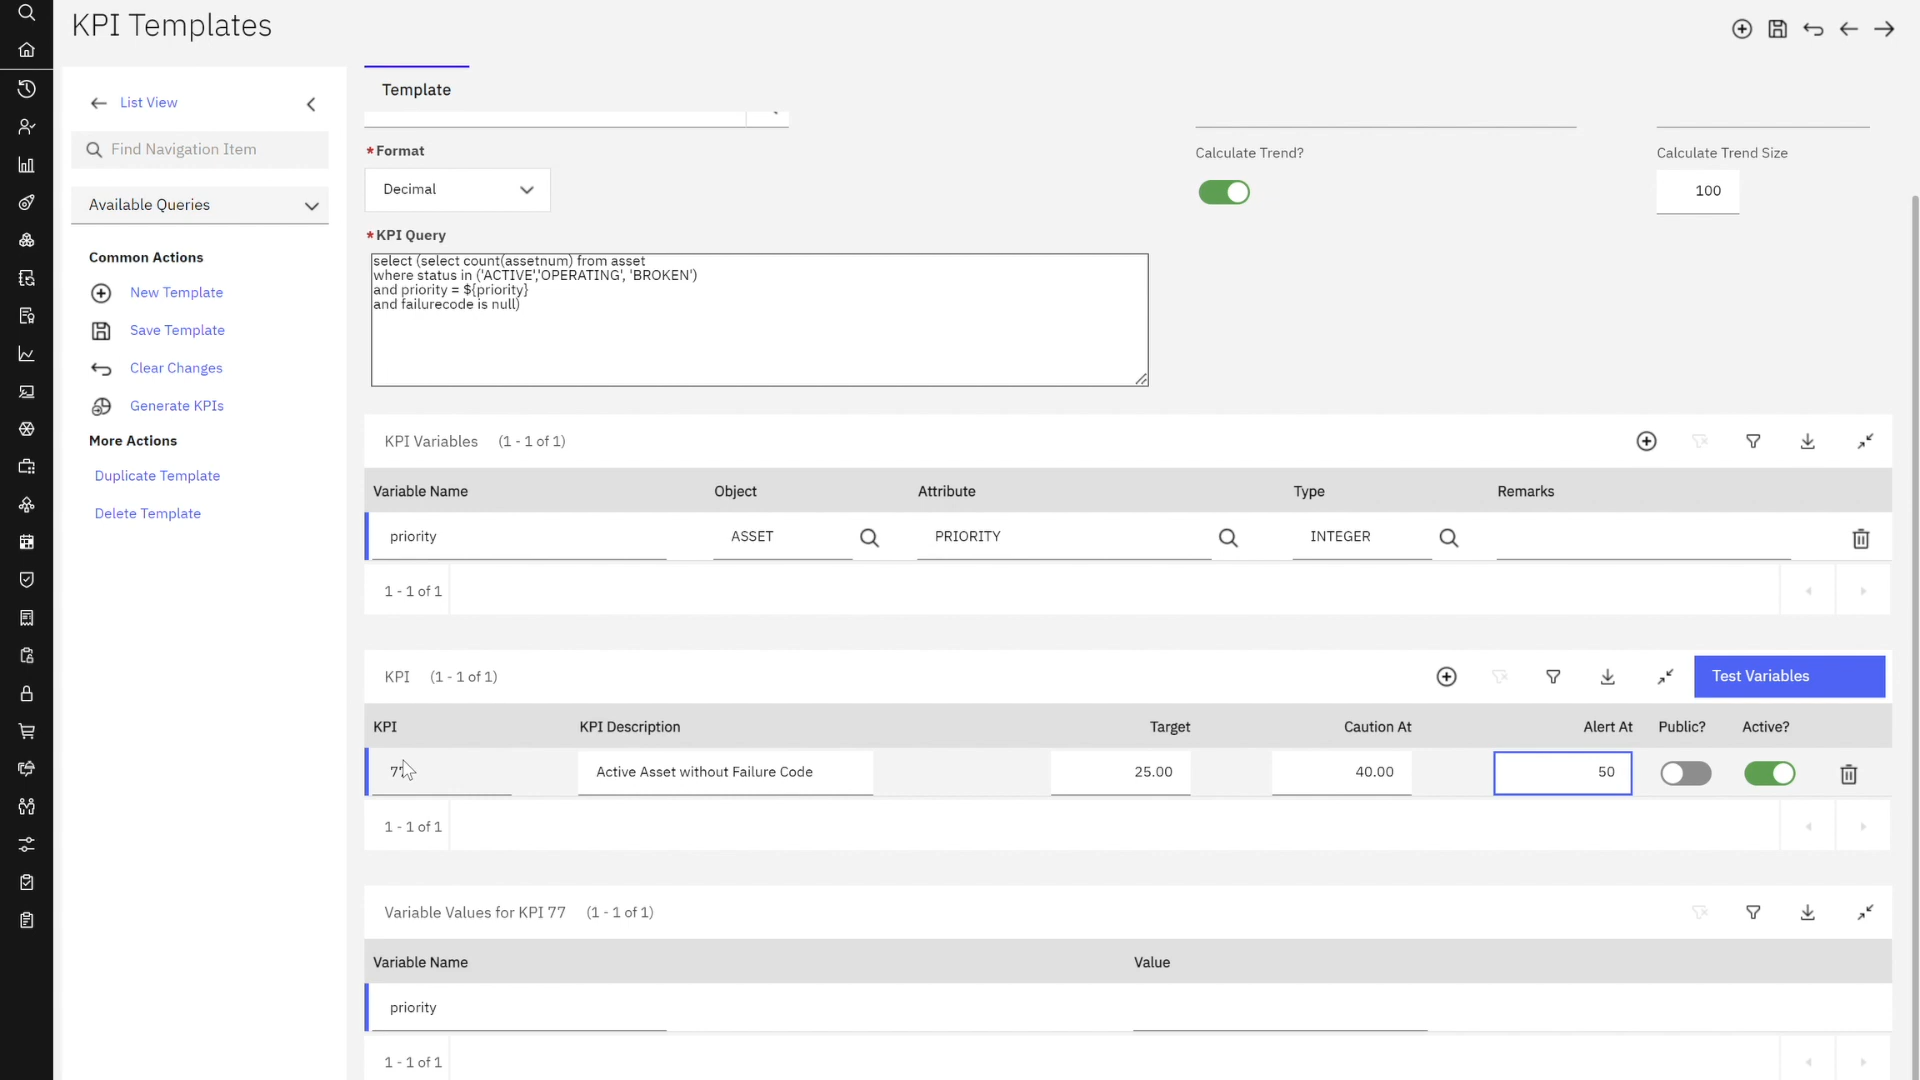 KPI Templates
List View
Template
Find Navigation Item
* Format
Calculate Trend?
Calculate Trend Size
Decimal
100
Available Queries
* KPI Query
Common Actions
select (select count(assetnum) from asset
where status in ('ACTIVE','OPERATING', 'BROKEN')
and priority = ${priority}
and failurecode is null)
New Template
Save Template
Clear Changes
Generate KPIs
More Actions
Duplicate Template
Delete Template
KPI Variables (1 - 1 of 1)
Variable Name Object Attribute Type Remarks
priority ASSET PRIORITY INTEGER
1 - 1 of 1
KPI (1 - 1 of 1) Test Variables
KPI KPI Description Target Caution At Alert At Public? Active?
77 Active Asset without Failure Code 25.00 40.00 50
1 - 1 of 1
Variable Values for KPI 77 (1 - 1 of 1)
Variable Name Value
priority
1 - 1 of 1